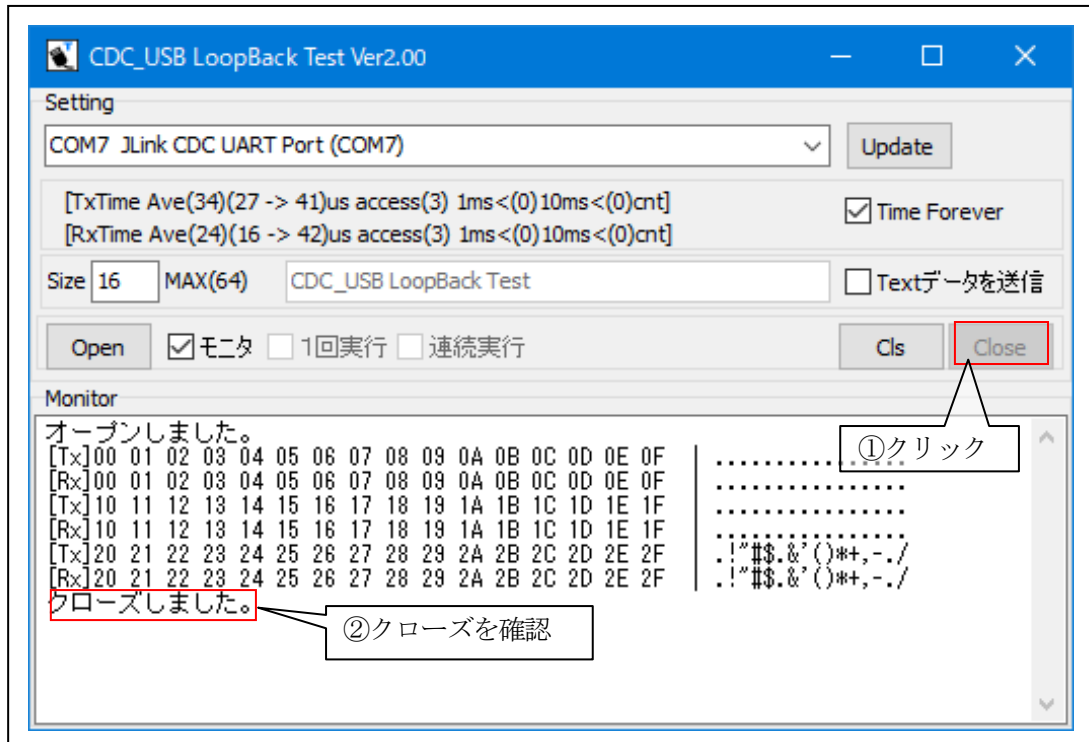 CDC_USB LoopBack Test Ver2.00
Setting
COM7 JLink CDC UART Port (COM7)
Update
[TxTime Ave(34)(27 -> 41)us access(3) 1ms<(0)10ms<(0)cnt]
[RxTime Ave(24)(16 -> 42)us access(3) 1ms<(0)10ms<(0)cnt]
Time Forever
Size 16 MAX(64) CDC_USB LoopBack Test Textデータを送信
Open モニタ 1回実行 連続実行 Cls Close
Monitor
①クリック
オープンしました。
[Tx]00 01 02 03 04 05 06 07 08 09 0A 0B 0C 0D 0E 0F | ................
[Rx]00 01 02 03 04 05 06 07 08 09 0A 0B 0C 0D 0E 0F | ................
[Tx]10 11 12 13 14 15 16 17 18 19 1A 1B 1C 1D 1E 1F | ................
[Rx]10 11 12 13 14 15 16 17 18 19 1A 1B 1C 1D 1E 1F | ................
[Tx]20 21 22 23 24 25 26 27 28 29 2A 2B 2C 2D 2E 2F | .!"#$.&'()*+,-./
[Rx]20 21 22 23 24 25 26 27 28 29 2A 2B 2C 2D 2E 2F | .!"#$.&'()*+,-./
クローズしました。
②クローズを確認